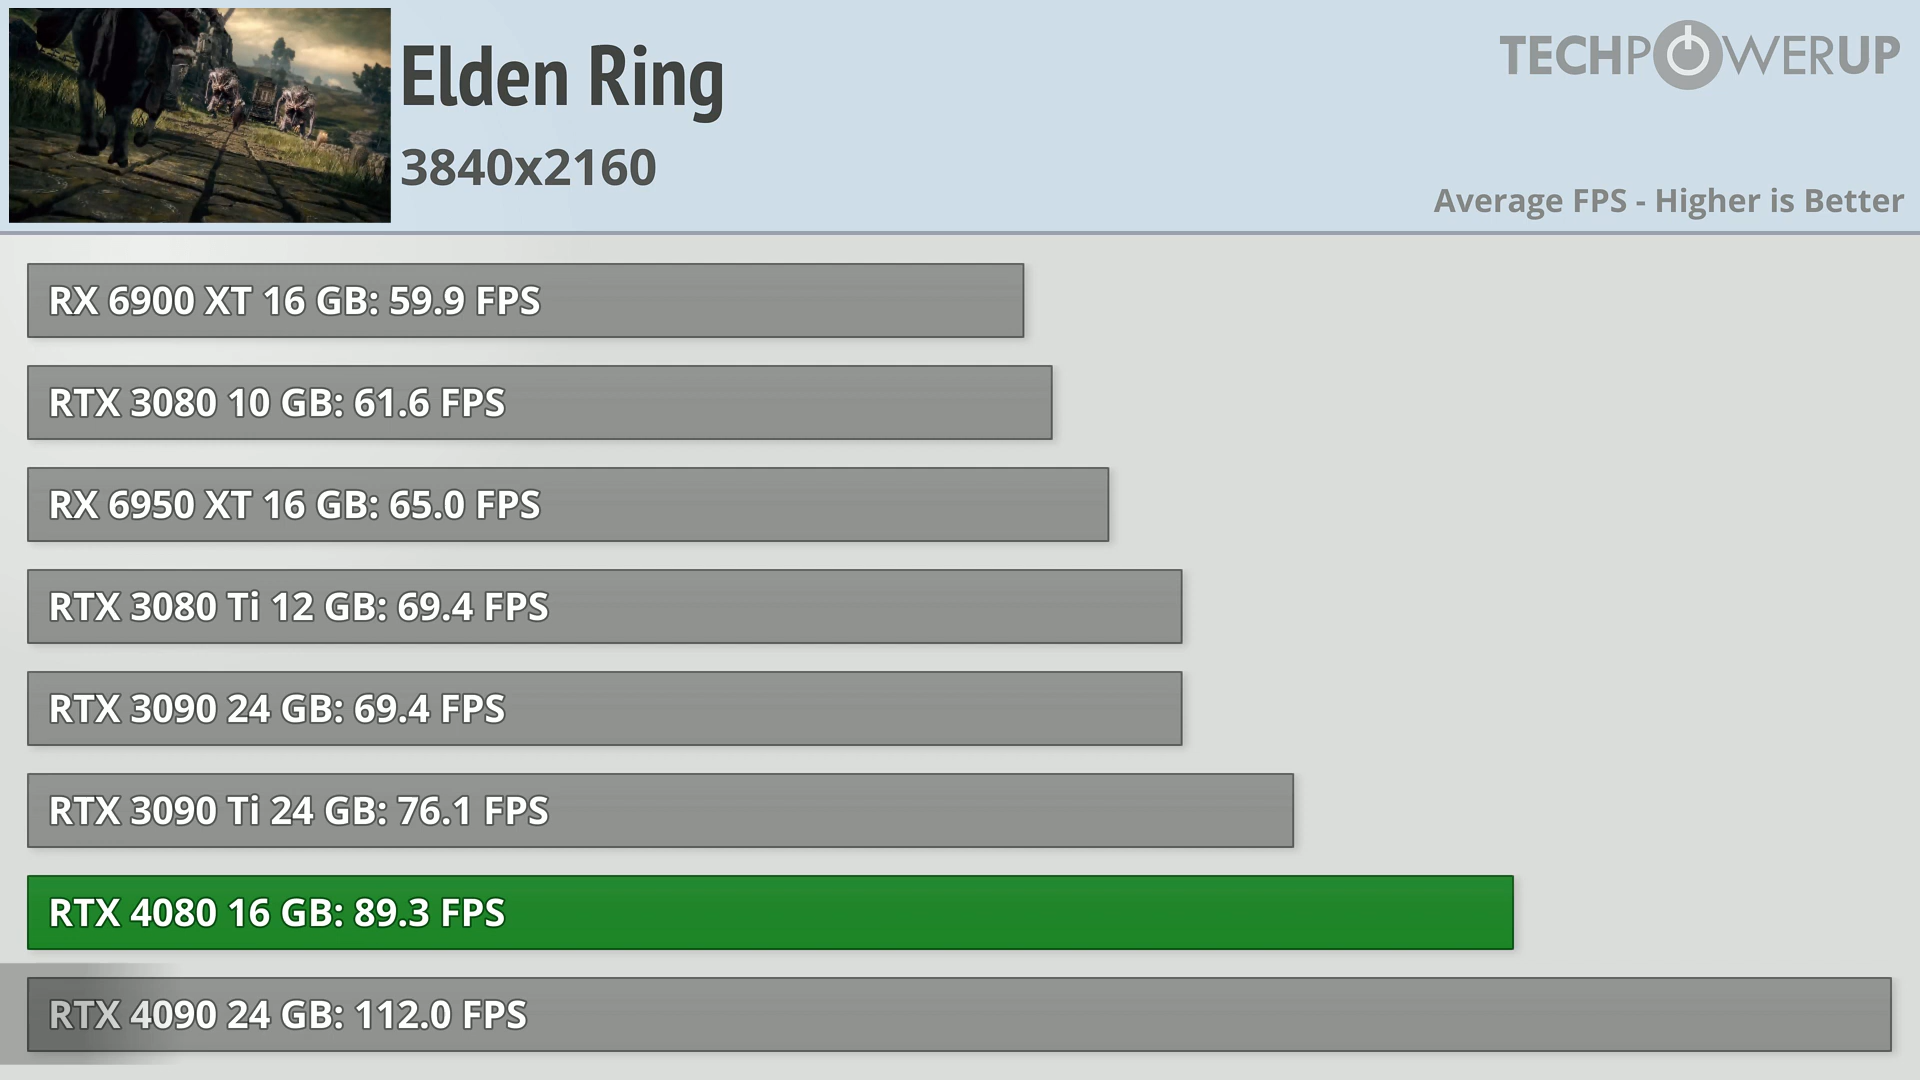 Elden Ring
TECHPOWERUP
3840x2160
Average FPS - Higher is Better
RX 6900 XT 16 GB: 59.9 FPS
RTX 3080 10 GB: 61.6 FPS
RX 6950 XT 16 GB: 65.0 FPS
RTX 3080 Ti 12 GB: 69.4 FPS
RTX 3090 24 GB: 69.4 FPS
RTX 3090 Ti 24 GB: 76.1 FPS
RTX 4080 16 GB: 89.3 FPS
RTX 4090 24 GB: 112.0 FPS